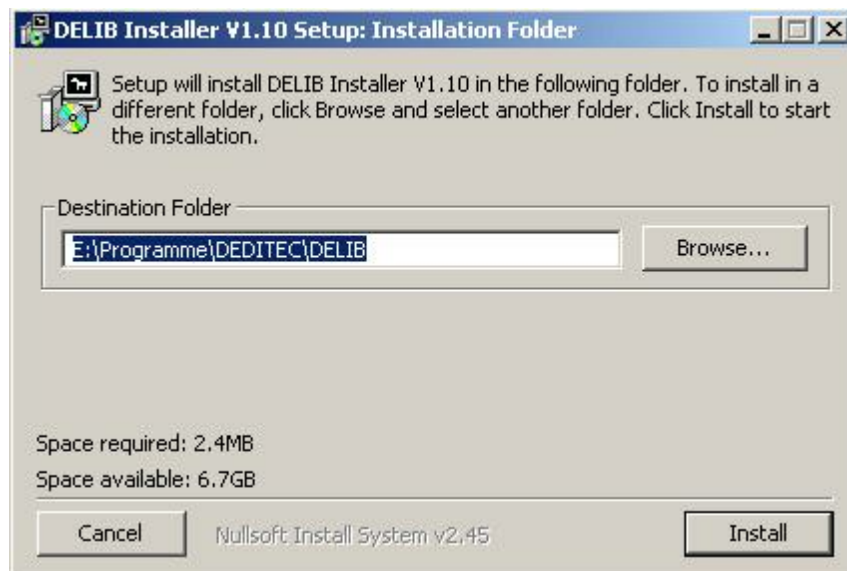 DELIB Installer V1.10 Setup: Installation Folder
Setup will install DELIB Installer V1.10 in the following folder. To install in a
different folder, click Browse and select another folder. Click Install to start
the installation.
Destination Folder
E:\Programme\DEDITEC\DELIB
Browse...
Space required: 2.4MB
Space available: 6.7GB
Cancel
Nullsoft Install System v2.45
Install